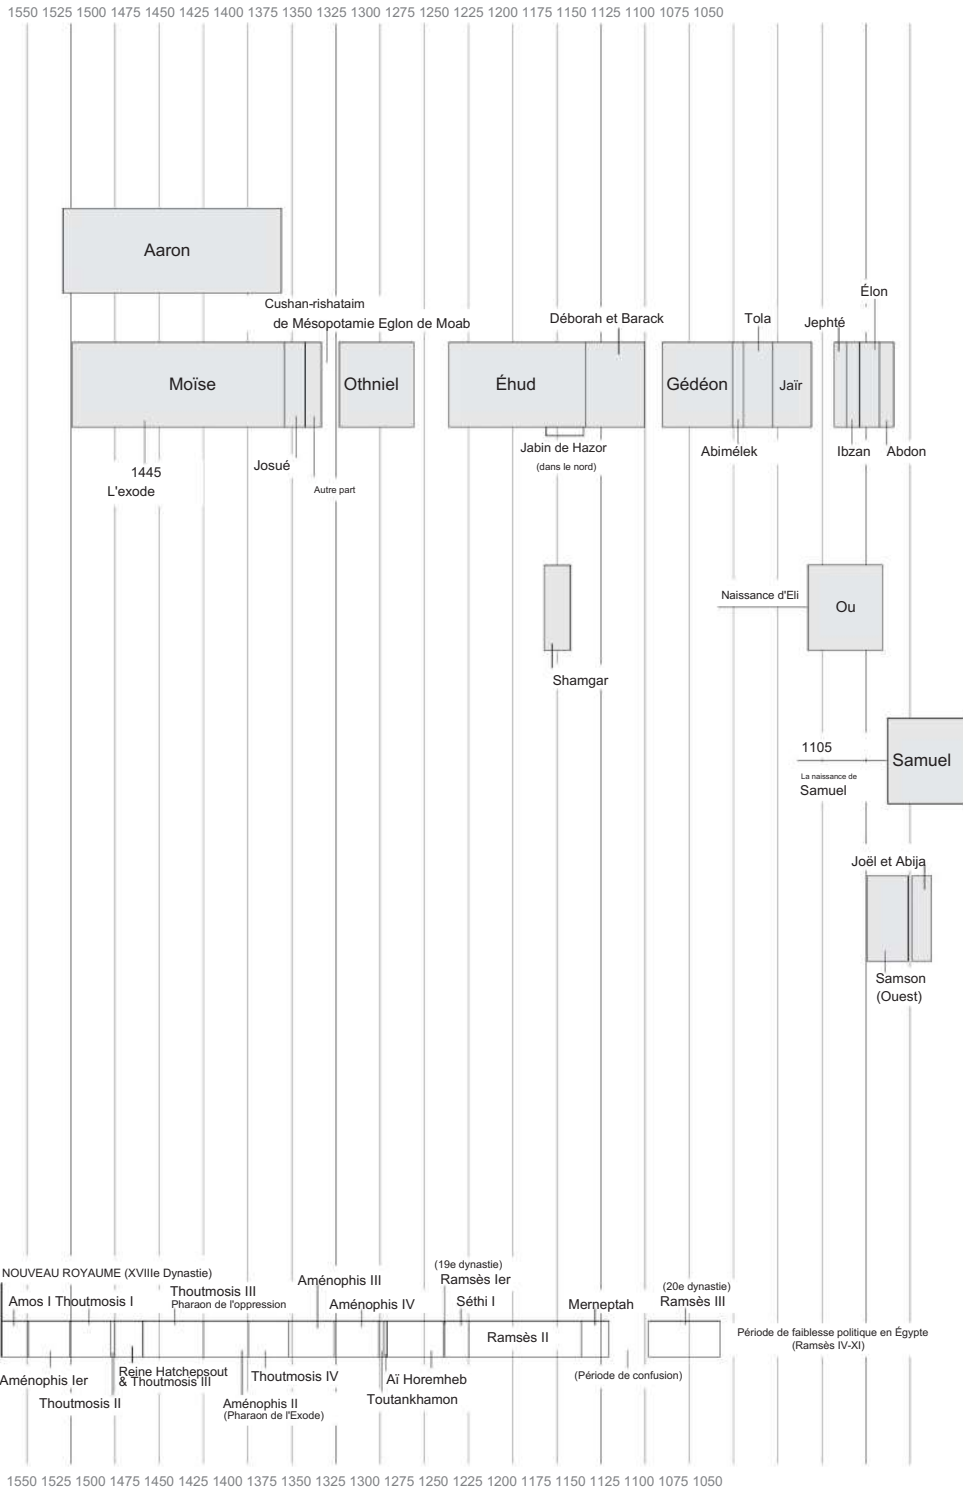 1550 1525 1500 1475 1450 1425 1400 1375 1350 1325 1300 1275 1250 1225 1200 1175 1150 1125 1100 1075 1050
Aaron
Cushan-rishataim
de Mésopotamie Eglon de Moab
Déborah et Barack
Tola
Jephté
Élon
Moïse
Othniel
Éhud
Gédéon
Jaïr
1445
L'exode
Josué
Autre part
Jabin de Hazor
(dans le nord)
Abimélek
Ibzan
Abdon
Naissance d'Eli
Ou
Shamgar
1105
La naissance de
Samuel
Samuel
Joël et Abija
Samson
(Ouest)
NOUVEAU ROYAUME (XVIIIe Dynastie)
Amos I Thoutmosis I
Thoutmosis III
Pharaon de l'oppression
Aménophis III
Aménophis IV
(19e dynastie)
Ramsès Ier
Séthi I
Merneptah
(20e dynastie)
Ramsès III
Ramsès II
Période de faiblesse politique en Égypte
(Ramsès IV-XI)
Aménophis Ier
Thoutmosis II
Reine Hatchepsout
& Thoutmosis III
Aménophis II
(Pharaon de l'Exode)
Thoutmosis IV
Toutankhamon
Aï Horemheb
(Période de confusion)
1550 1525 1500 1475 1450 1425 1400 1375 1350 1325 1300 1275 1250 1225 1200 1175 1150 1125 1100 1075 1050